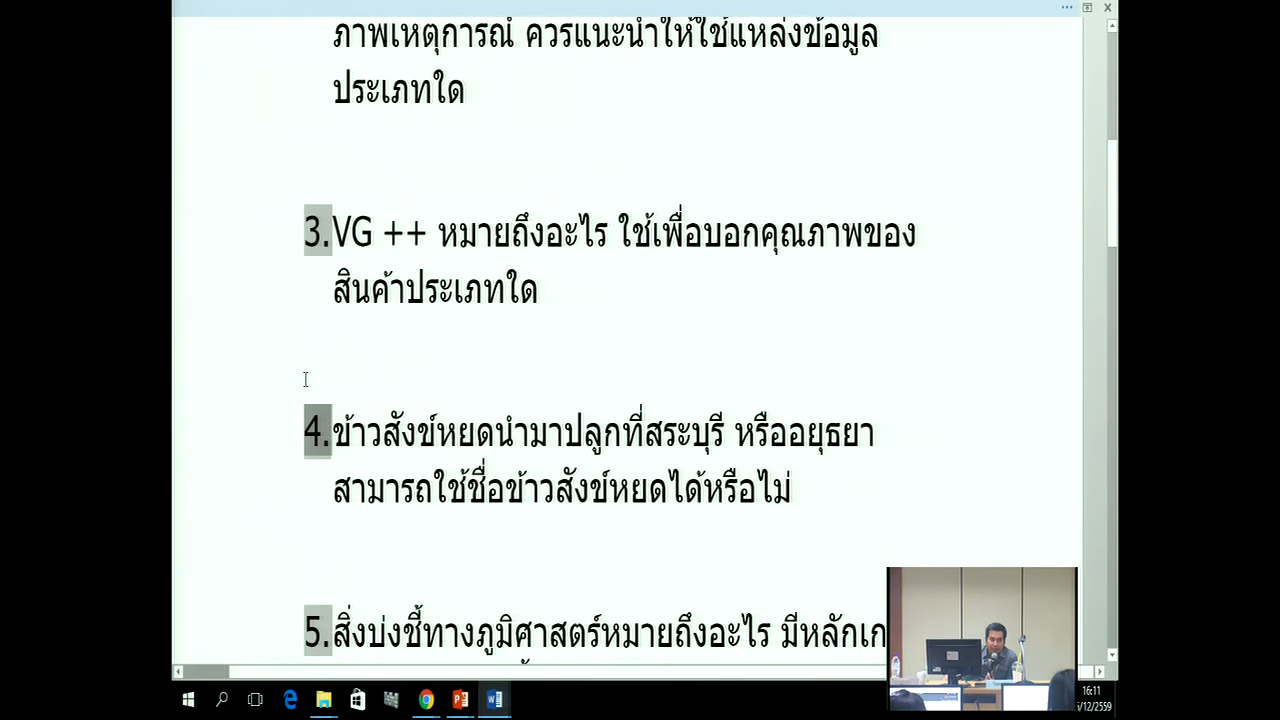 ภาพเหตุการณ์ ควรแนะนำให้ใช้แหล่งข้อมูล
ประเภทใด
3. VG ++ หมายถึงอะไร ใช้เพื่อบอกคุณภาพของ
สินค้าประเภทใด
4. ข้าวสังข์หยดนำมาปลูกที่สระบุรี หรืออยุธยา
สามารถใช้ชื่อข้าวสังข์หยดได้หรือไม่
5. สิ่งบ่งชี้ทางภูมิศาสตร์หมายถึงอะไร มีหลักเก
16:11
/12/2559